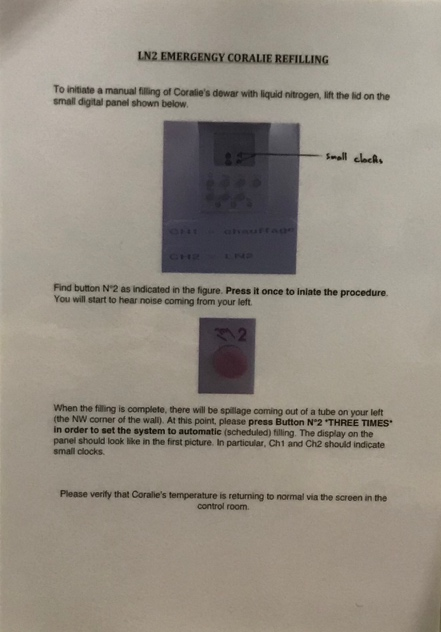 LN2 EMERGENGY CORALIE REFILLING
To initiate a manual filling of Coralie's dewar with liquid nitrogen, lift the lid on the
small digital panel shown below.
small clocks
CH1 - chauffage
CH2 - LN2
Find button N°2 as indicated in the figure. Press it once to iniate the procedure.
You will start to hear noise coming from your left.
2
When the filling is complete, there will be spillage coming out of a tube on your left
(the NW corner of the wall). At this point, please press Button N°2 *THREE TIMES*
in order to set the system to automatic (scheduled) filling. The display on the
panel should look like in the first picture. In particular, Ch1 and Ch2 should indicate
small clocks.
Please verify that Coralie's temperature is returning to normal via the screen in the
control room.